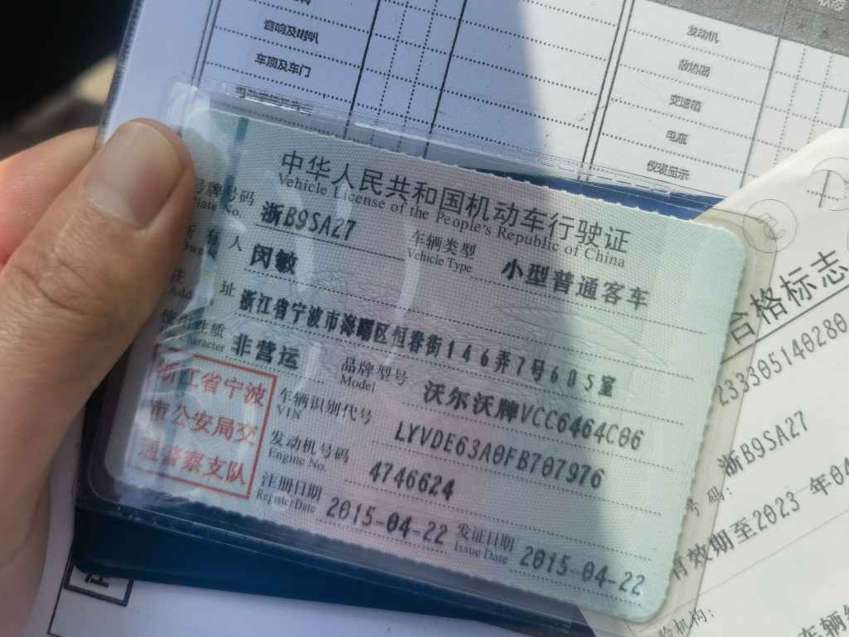 音响及喇叭
车顶及车门
发动机
散热器
变速箱
电瓶
仪器显示
中华人民共和国机动车行驶证
Vehicle License of the People's Republic of China
号牌号码 浙B9SA27 车辆类型 小型普通客车
Plate No. Vehicle Type
所有人 闵敏
住址 浙江省宁波市海曙区恒春街146弄7号605室
使用性质 非营运 品牌型号 沃尔沃牌VCC6464C06
Character Model
浙江省宁波
市公安局交
通警察支队
车辆识别代号 LYVDE63A0FB707976
VIN
发动机号码 4746624
Engine No.
注册日期 2015-04-22 发证日期 2015-04-22
Register Date Issue Date
合格标志
233305140280
号码: 浙B9SA27
有效期至2023 年04